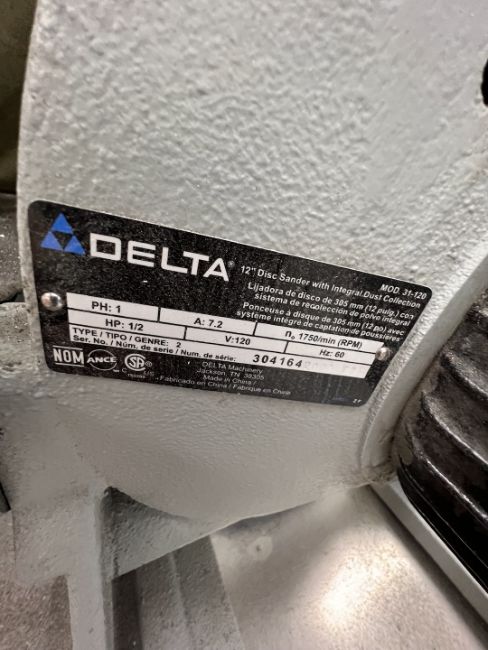 DELTA®
MOD. 31-120
12" Disc Sander with Integral Dust Collection
Lijadora de disco de 305 mm (12 pulg.) con
sistema de recolección de polvo integral
Ponceuse à disque de 305 mm (12 po) avec
système intégré de captation de poussières
PH: 1
A: 7.2
n₀ 1750/min (RPM)
HP: 1/2
V:120
Hz: 60
TYPE / TIPO / GENRE: 2
Ser. No. / Núm. de serie / Num. de série:
304164
NOM ANCE
SA
C US
DELTA Machinery
Jackson, TN 38305
Made in China /
Fabricado en China / Fabriqué en Chine